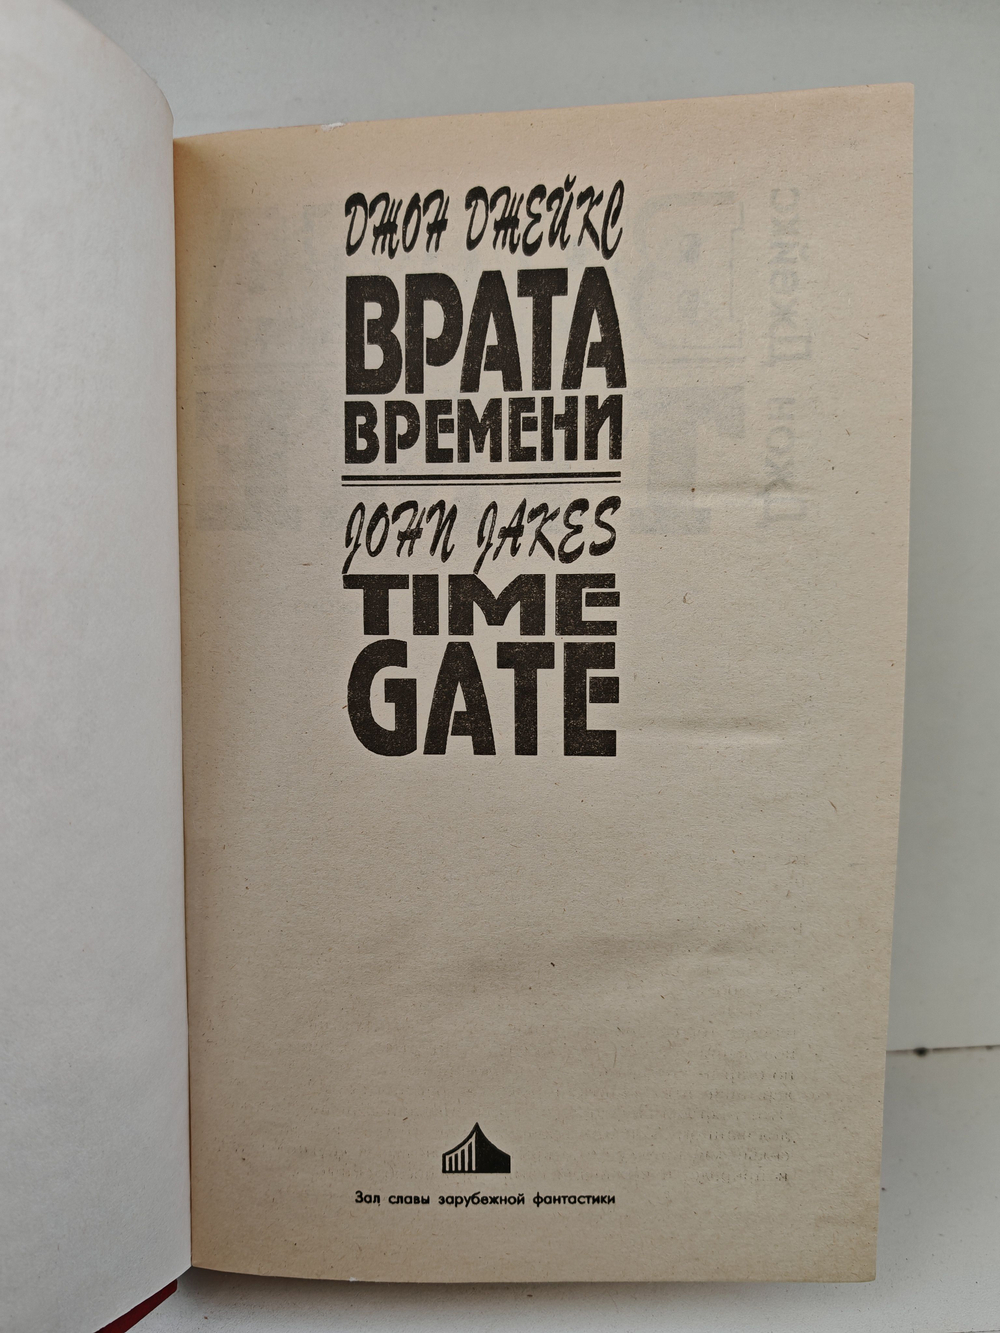 ДЖОН ДЖЕЙКС
ВРАТА
ВРЕМЕНИ
JOHN JAKES
TIME
GATE
Зал славы зарубежной фантастики